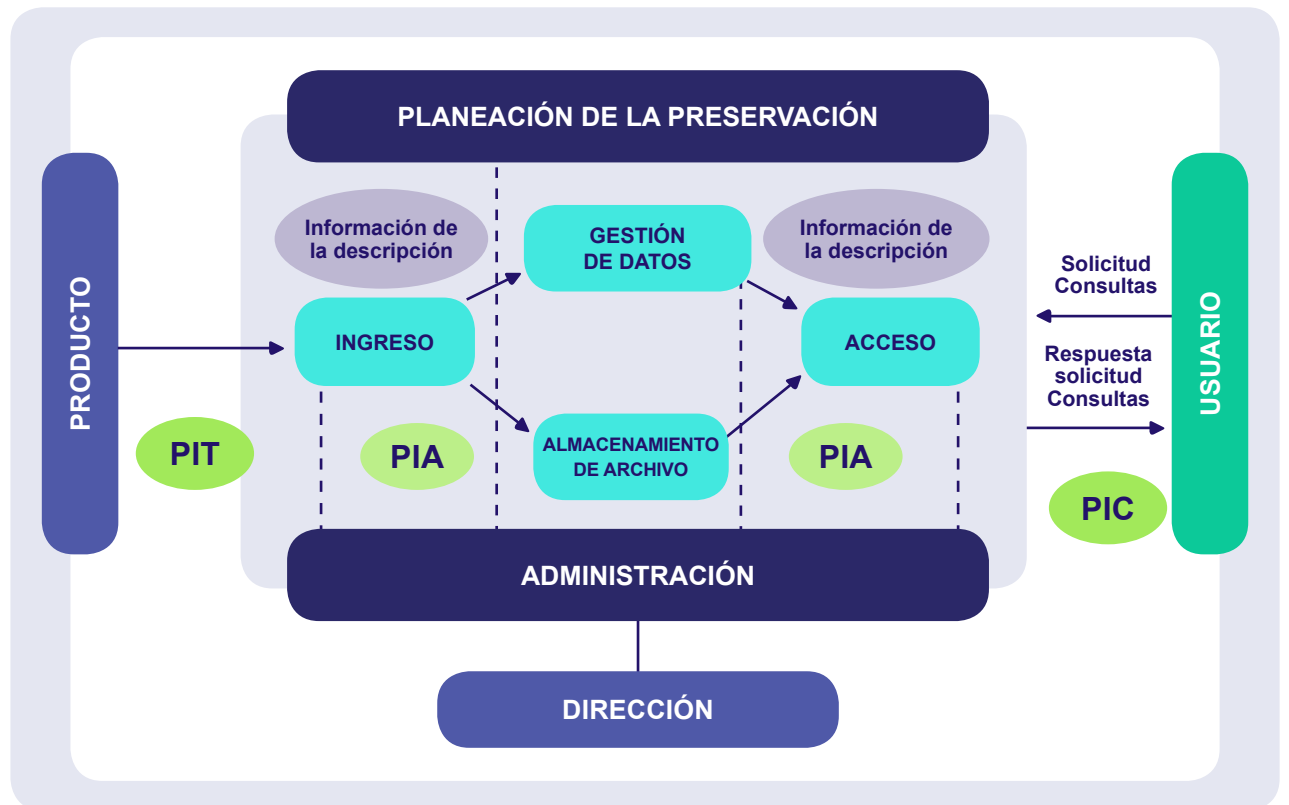 PLANEACIÓN DE LA PRESERVACIÓN
PRODUCTO
Información de
la descripción
GESTIÓN
DE DATOS
Información de
la descripción
Solicitud
Consultas
INGRESO
ACCESO
Respuesta
solicitud
Consultas
USUARIO
PIT
PIA
ALMACENAMIENTO
DE ARCHIVO
PIA
PIC
ADMINISTRACIÓN
DIRECCIÓN